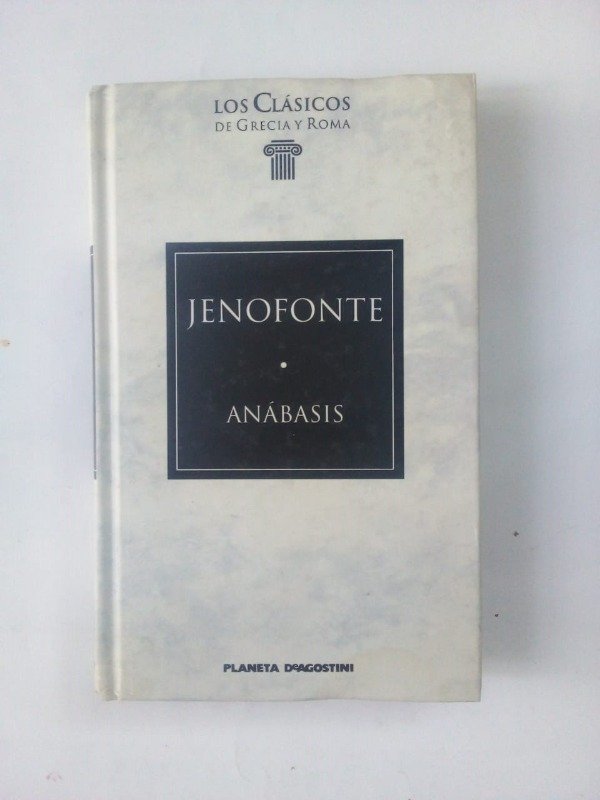 LOS CLÁSICOS
DE GRECIA Y ROMA
JENOFONTE
ANÁBASIS
PLANETA DeAGOSTINI